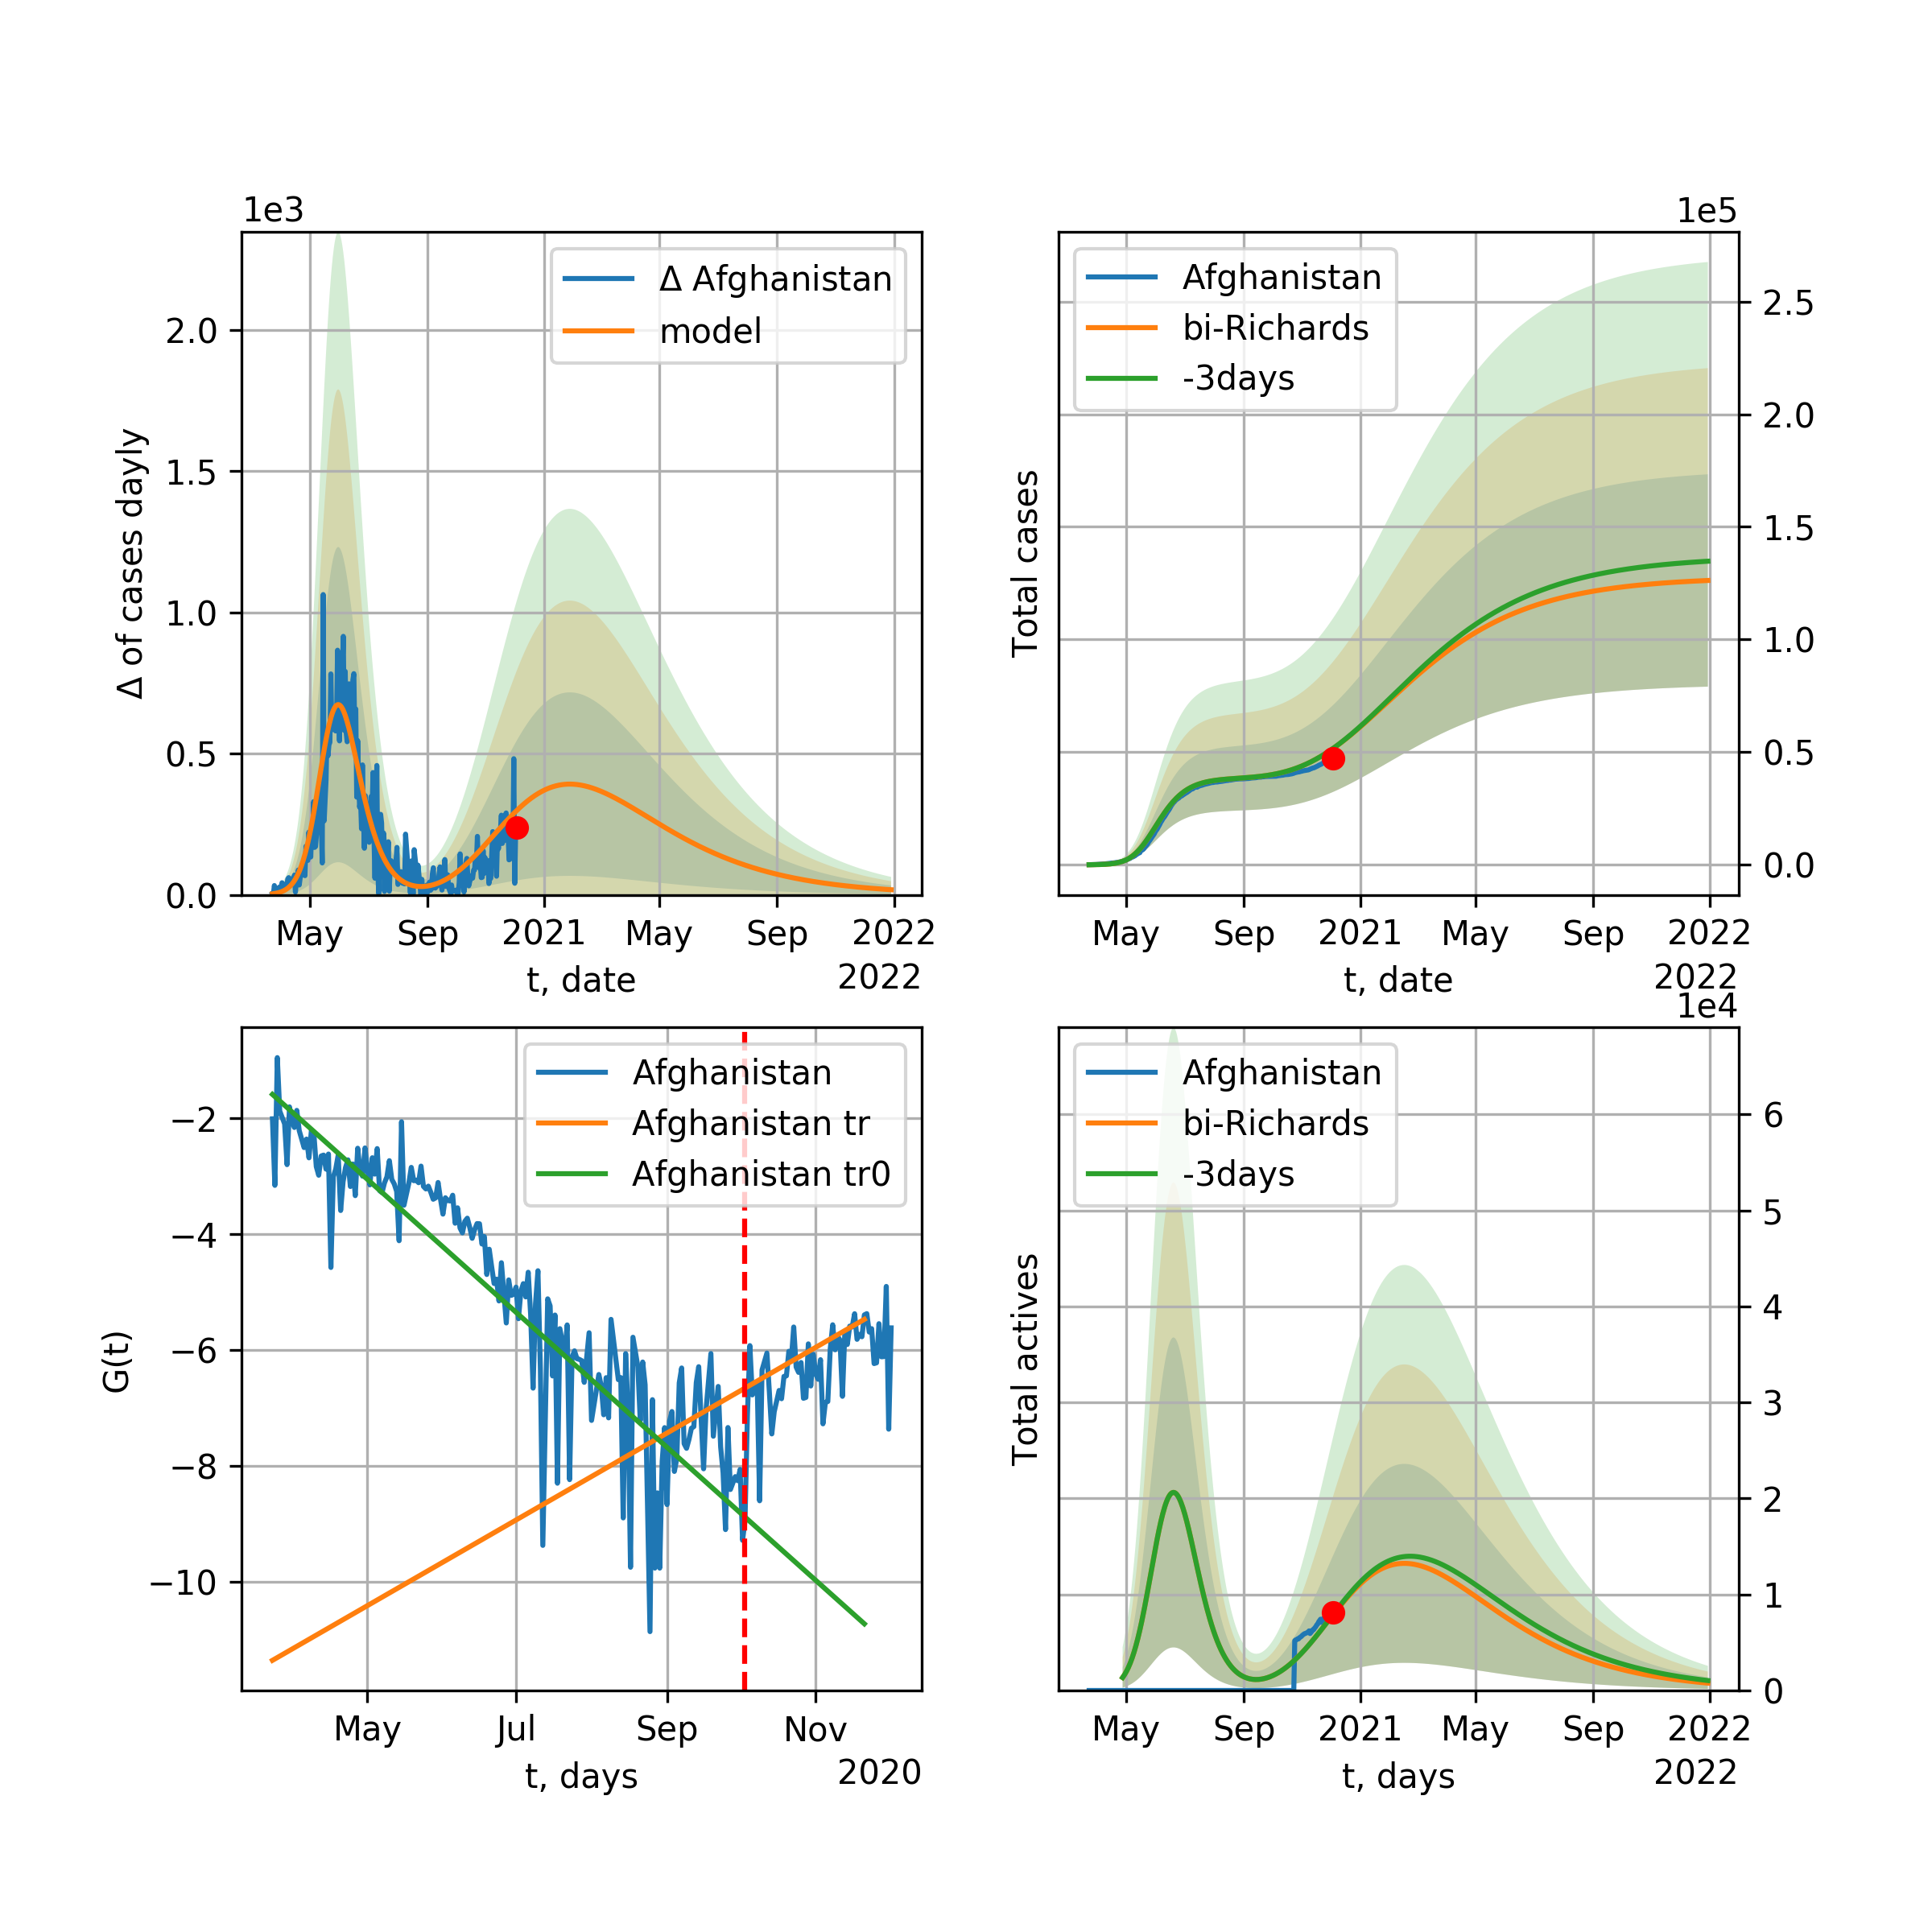 1e3
Δ of cases dayly
2.0
1.5
1.0
0.5
0.0
Δ Afghanistan
model
May Sep 2021 May Sep 2022
t, date
2022
1e5
Total cases
Afghanistan
bi-Richards
-3days
2.5
2.0
1.5
1.0
0.5
0.0
May Sep 2021 May Sep 2022
t, date
2022
G(t)
−2
−4
−6
−8
−10
Afghanistan
Afghanistan tr
Afghanistan tr0
May Jul Sep Nov
t, days
2020
1e4
Total actives
Afghanistan
bi-Richards
-3days
6
5
4
3
2
1
0
May Sep 2021 May Sep 2022
t, days
2022